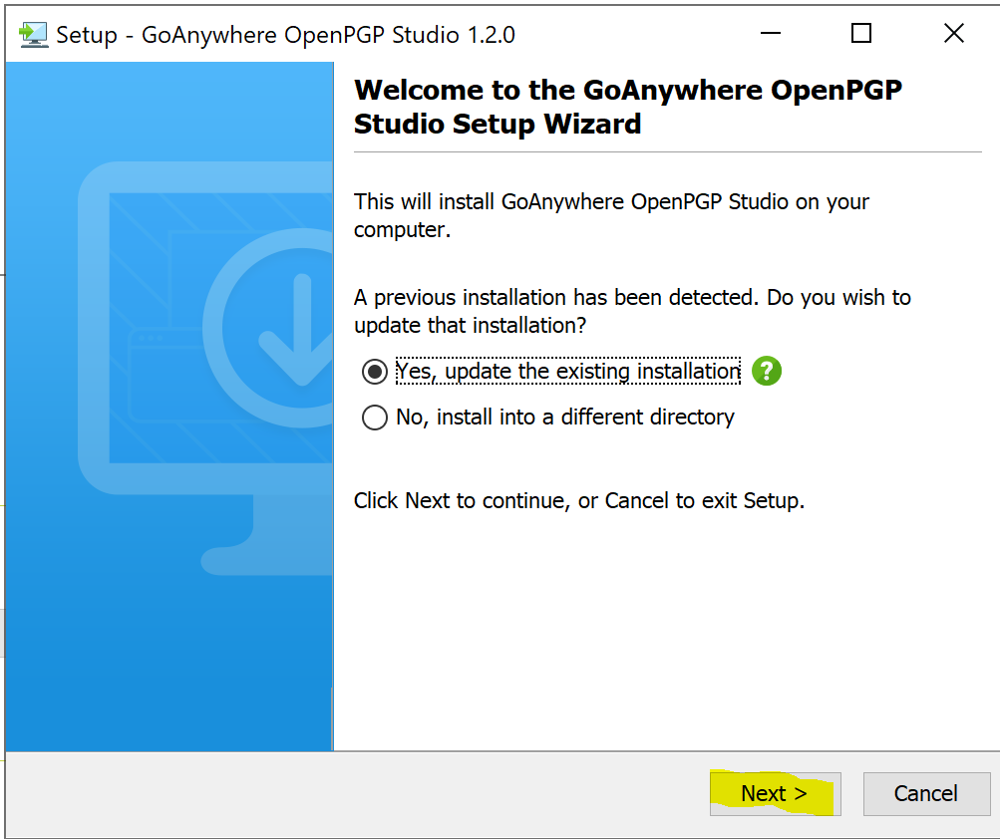 Setup - GoAnywhere OpenPGP Studio 1.2.0
Welcome to the GoAnywhere OpenPGP
Studio Setup Wizard
This will install GoAnywhere OpenPGP Studio on your
computer.
A previous installation has been detected. Do you wish to
update that installation?
Yes, update the existing installation ?
No, install into a different directory
Click Next to continue, or Cancel to exit Setup.
Next > Cancel